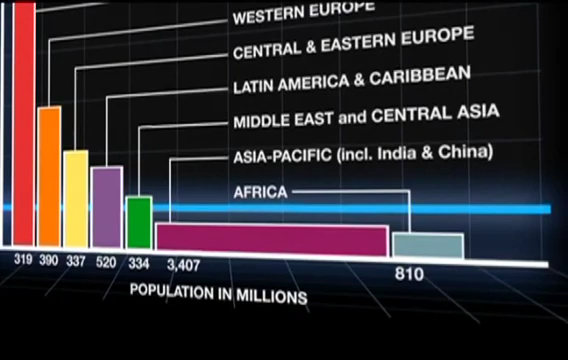 WESTERN EUROPE
CENTRAL & EASTERN EUROPE
LATIN AMERICA & CARIBBEAN
MIDDLE EAST and CENTRAL ASIA
ASIA-PACIFIC (incl. India & China)
AFRICA
319 390 337 520 334 3,407 810
POPULATION IN MILLIONS